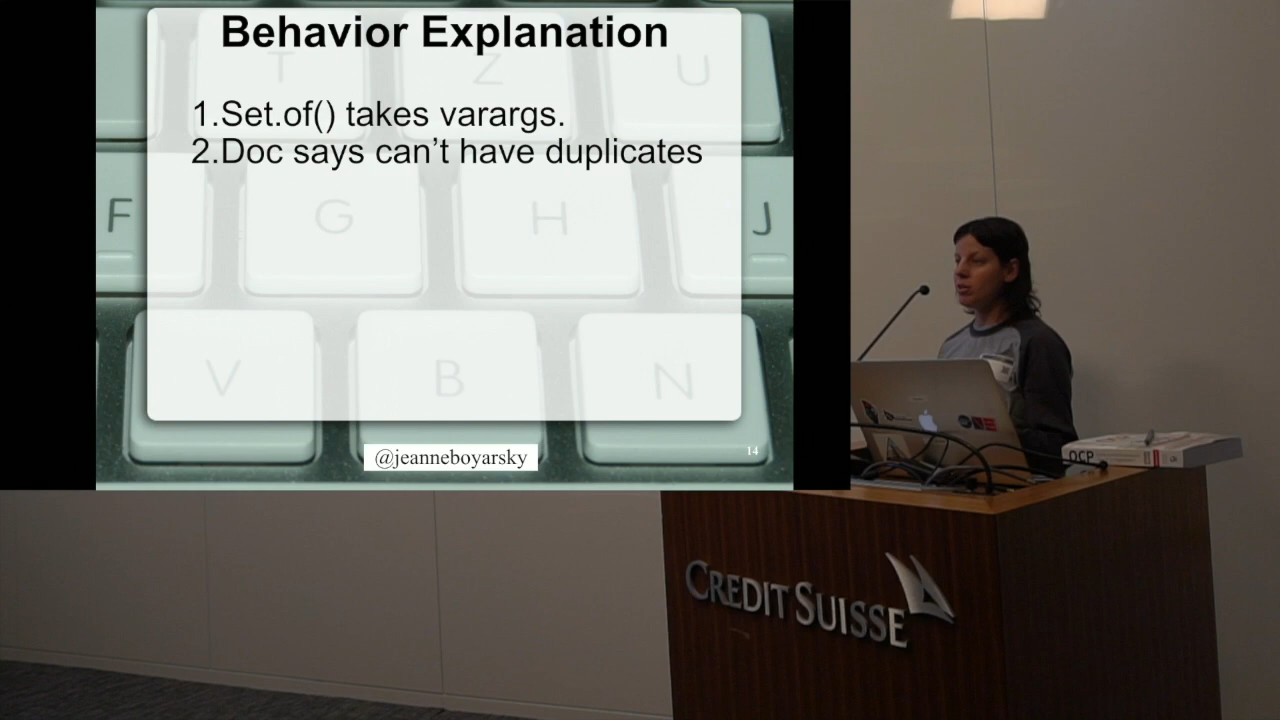 Behavior Explanation
1.Set.of() takes varargs.
2.Doc says can’t have duplicates
T Z U
F G H J
V B N
@jeanneboyarsky
14
OCP
CREDIT SUISSE